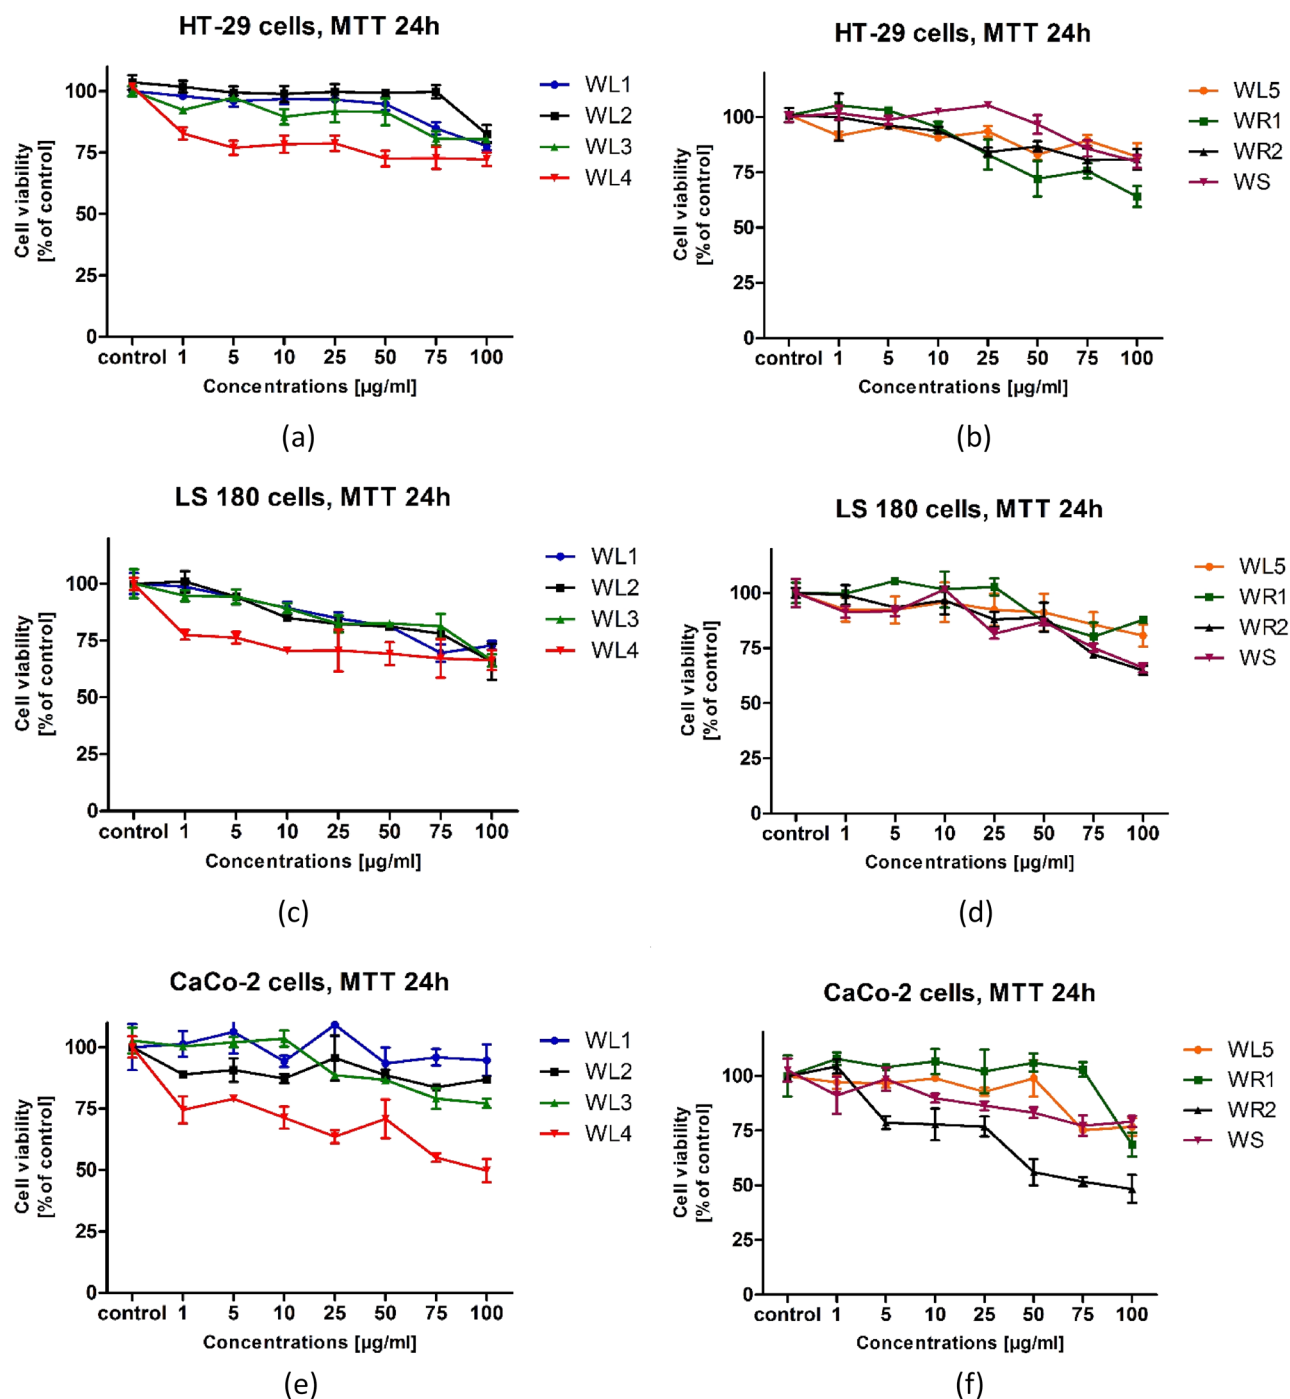 HT-29 cells, MTT 24h
Cell viability
[% of control]
100
75
50
25
0
control 1 5 10 25 50 75 100
Concentrations [µg/ml]
WL1
WL2
WL3
WL4
(a)
HT-29 cells, MTT 24h
Cell viability
[% of control]
100
75
50
25
0
control 1 5 10 25 50 75 100
Concentrations [µg/ml]
WL5
WR1
WR2
WS
(b)
LS 180 cells, MTT 24h
Cell viability
[% of control]
100
75
50
25
0
control 1 5 10 25 50 75 100
Concentrations [µg/ml]
WL1
WL2
WL3
WL4
(c)
LS 180 cells, MTT 24h
Cell viability
[% of control]
100
75
50
25
0
control 1 5 10 25 50 75 100
Concentrations [µg/ml]
WL5
WR1
WR2
WS
(d)
CaCo-2 cells, MTT 24h
Cell viability
[% of control]
100
75
50
25
0
control 1 5 10 25 50 75 100
Concentrations [µg/ml]
WL1
WL2
WL3
WL4
(e)
CaCo-2 cells, MTT 24h
Cell viability
[% of control]
100
75
50
25
0
control 1 5 10 25 50 75 100
Concentrations [µg/ml]
WL5
WR1
WR2
WS
(f)